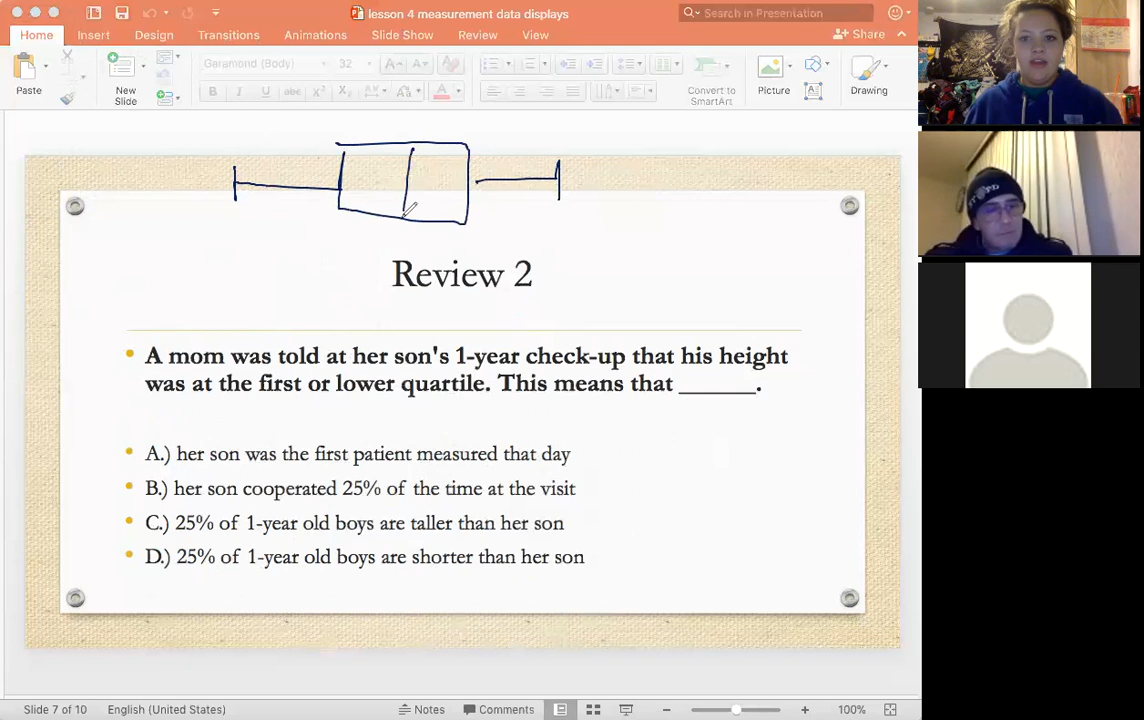 lesson 4 measurement data displays
Search in Presentation
Home Insert Design Transitions Animations Slide Show Review View
Share
Garamond (Body) 32
Paste
New
Slide
Convert to
SmartArt
Picture
Drawing
Review 2
A mom was told at her son's 1-year check-up that his height
was at the first or lower quartile. This means that ______.
A.) her son was the first patient measured that day
B.) her son cooperated 25% of the time at the visit
C.) 25% of 1-year old boys are taller than her son
D.) 25% of 1-year old boys are shorter than her son
Slide 7 of 10 English (United States) Notes Comments 100%